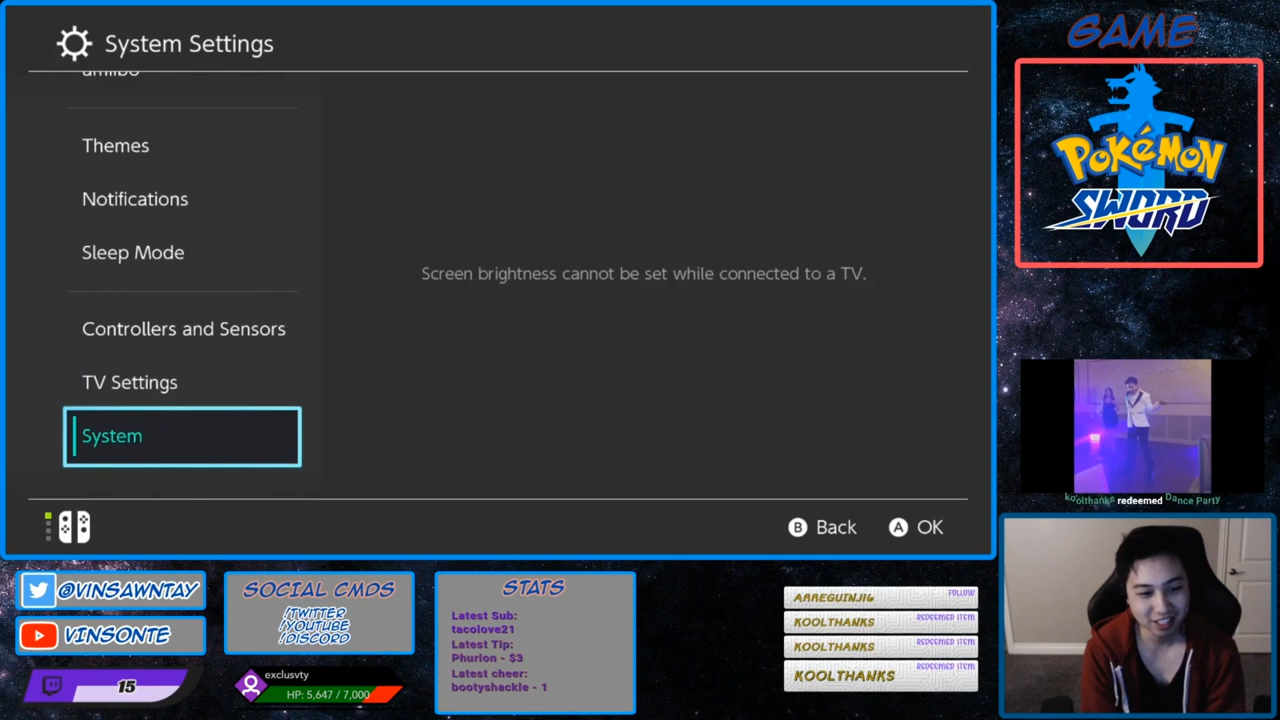 System Settings
amiibo
Themes
Notifications
Sleep Mode
Controllers and Sensors
TV Settings
System
Screen brightness cannot be set while connected to a TV.
B Back A OK
GAME
POKéMON
SWORD
koolthanks redeemed Dance Party
@VINSAWNTAY
VINSONTE
15
SOCIAL CMDS
!TWITTER
!YOUTUBE
!DISCORD
exclusvty
HP: 5,647 / 7,000
STATS
Latest Sub:
tacolove21
Latest Tip:
Phurion - $3
Latest cheer:
bootyshackle - 1
ARREGUINJ16 FOLLOW
KOOLTHANKS REDEEMED ITEM
KOOLTHANKS REDEEMED ITEM
KOOLTHANKS REDEEMED ITEM